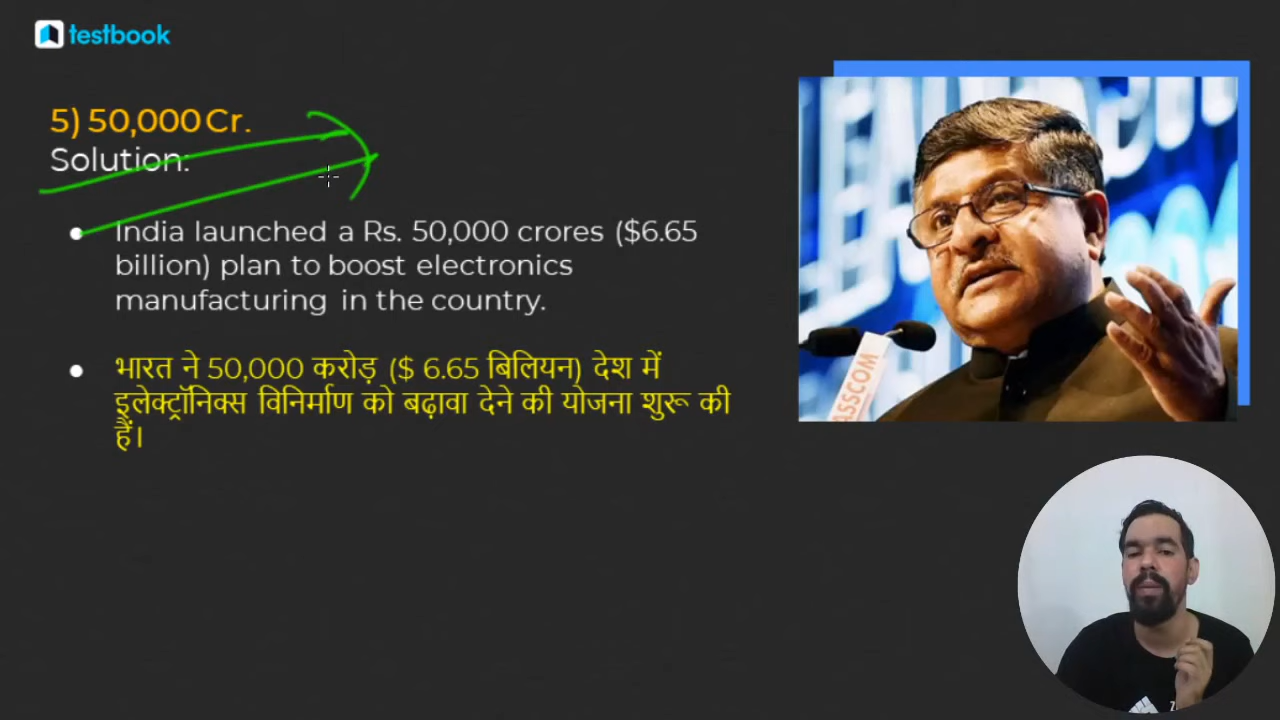 testbook
5) 50,000 Cr.
Solution:
● India launched a Rs. 50,000 crores ($6.65
billion) plan to boost electronics
manufacturing in the country.
● भारत ने 50,000 करोड़ ($ 6.65 बिलियन) देश में
इलेक्ट्रॉनिक्स विनिर्माण को बढ़ावा देने की योजना शुरू की
हैं।
ASSCOM